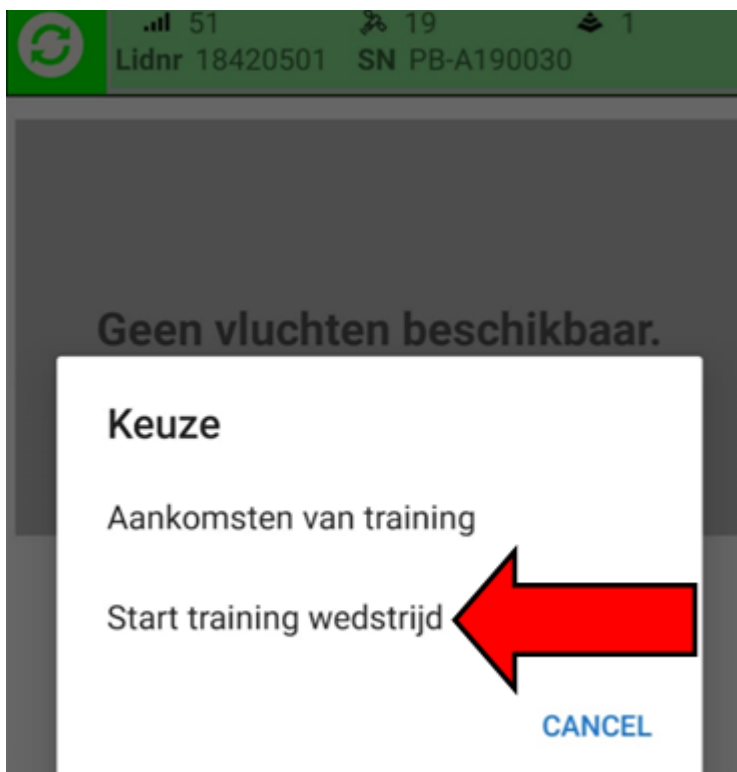 51 19 1
Lidnr 18420501 SN PB-A190030
Geen vluchten beschikbaar.
Keuze
Aankomsten van training
Start training wedstrijd
CANCEL